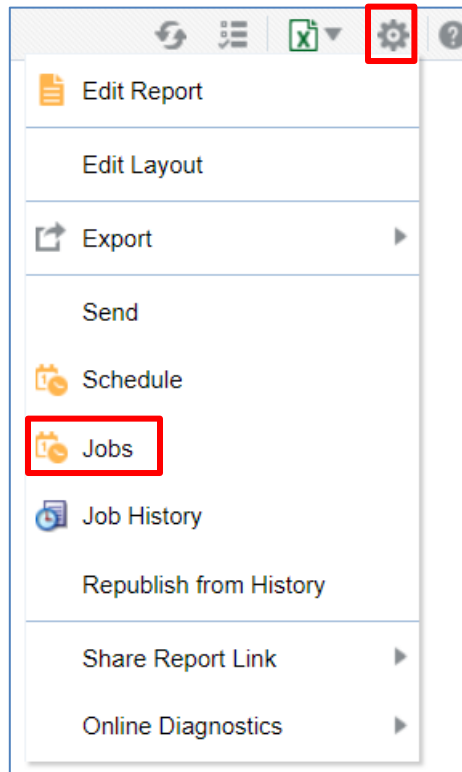 Edit Report
Edit Layout
Export
Send
Schedule
Jobs
Job History
Republish from History
Share Report Link
Online Diagnostics